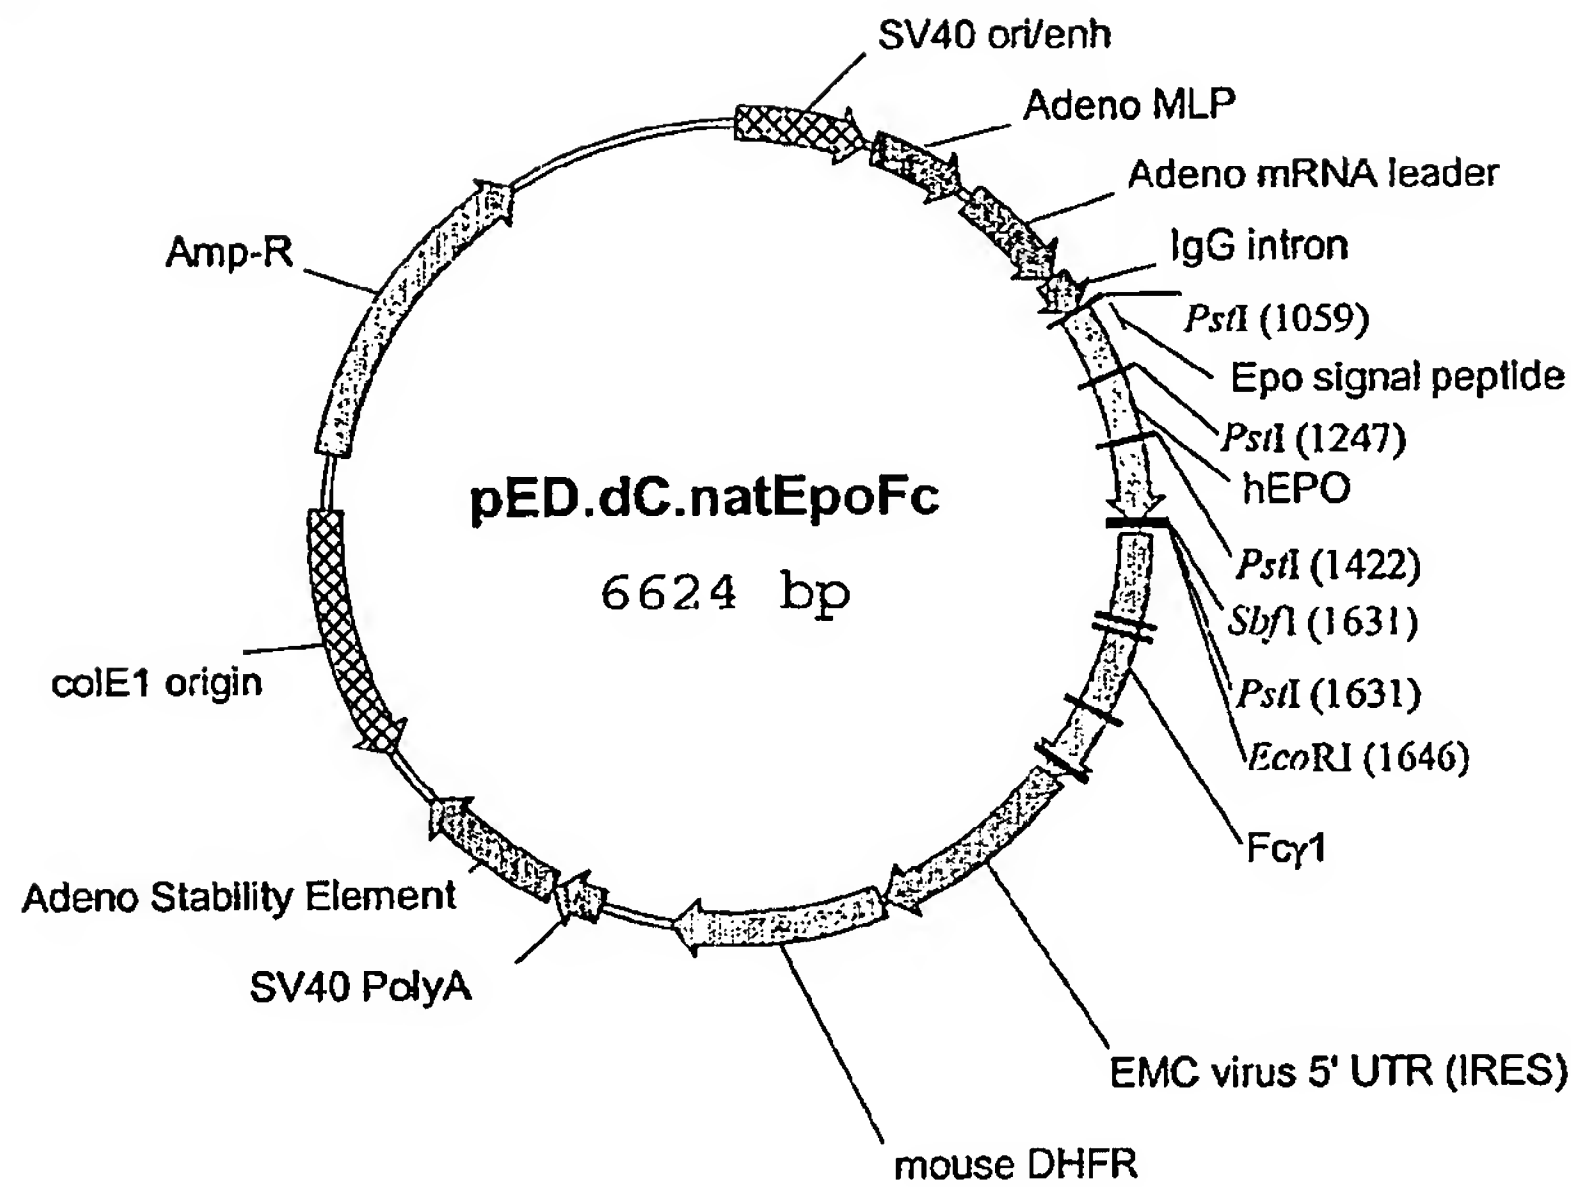 SV40 ori/enh
Adeno MLP
Adeno mRNA leader
IgG intron
Amp-R
PstI (1059)
Epo signal peptide
PstI (1247)
hEPO
pED.dC.natEpoFc
6624 bp
PstI (1422)
SbfI (1631)
PstI (1631)
EcoRI (1646)
colE1 origin
Fcγ1
Adeno Stability Element
SV40 PolyA
EMC virus 5' UTR (IRES)
mouse DHFR